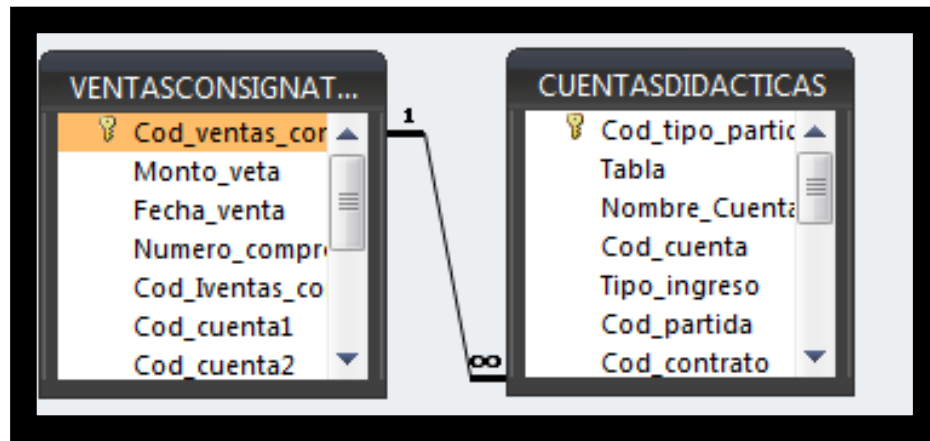 VENTASCONSIGNAT...
Cod_ventas_cor
Monto_veta
Fecha_venta
Numero_compr
Cod_Iventas_co
Cod_cuenta1
Cod_cuenta2
1
∞
CUENTASDIDACTICAS
Cod_tipo_partic
Tabla
Nombre_Cuenta
Cod_cuenta
Tipo_ingreso
Cod_partida
Cod_contrato